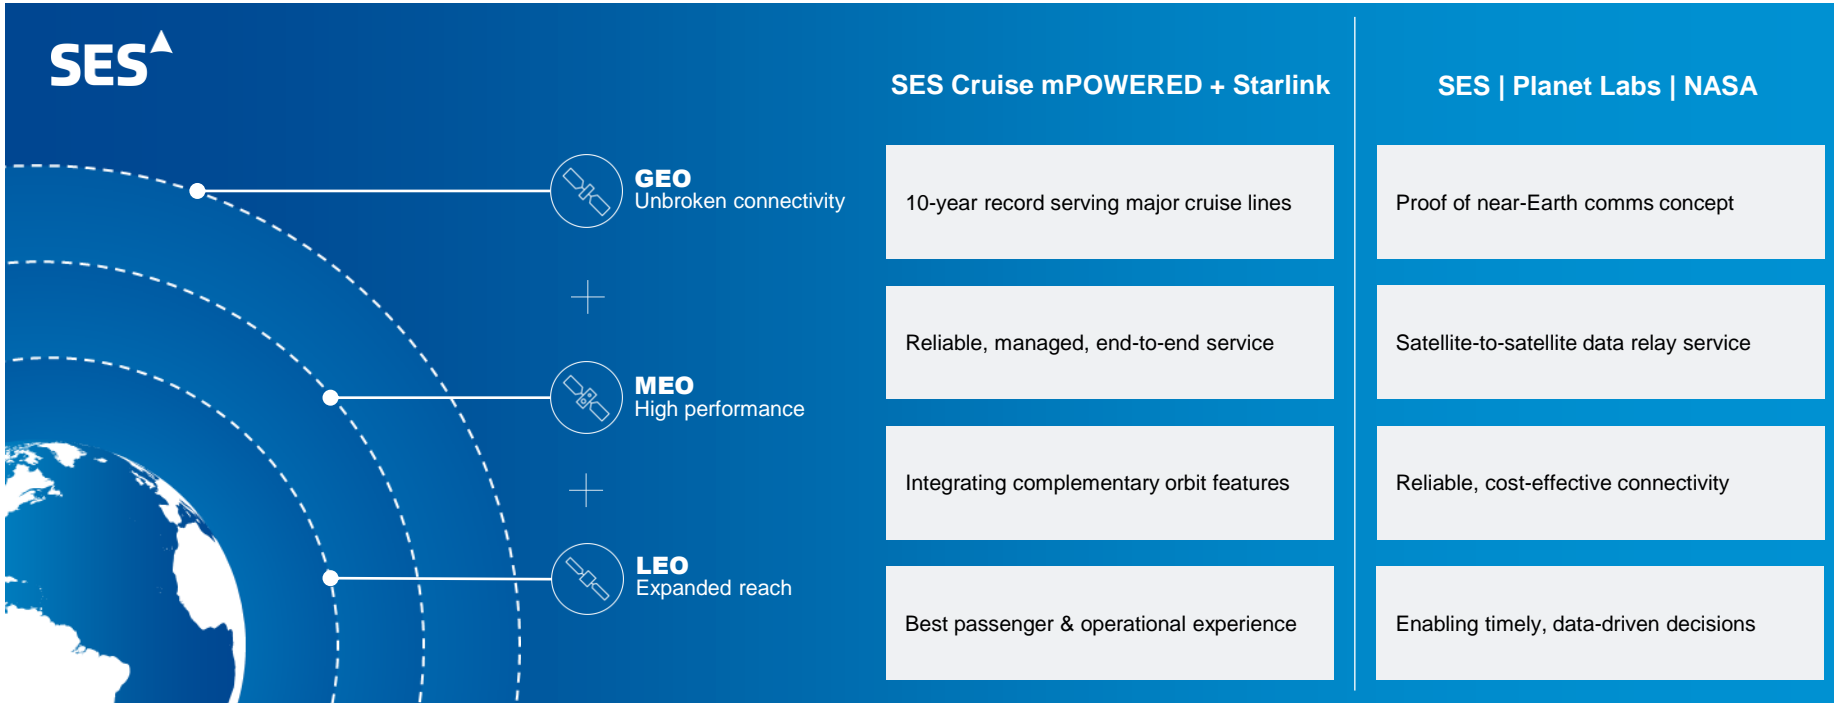 SES
GEO
Unbroken connectivity
MEO
High performance
LEO
Expanded reach
SES Cruise mPOWERED + Starlink
10-year record serving major cruise lines
Reliable, managed, end-to-end service
Integrating complementary orbit features
Best passenger & operational experience
SES | Planet Labs | NASA
Proof of near-Earth comms concept
Satellite-to-satellite data relay service
Reliable, cost-effective connectivity
Enabling timely, data-driven decisions